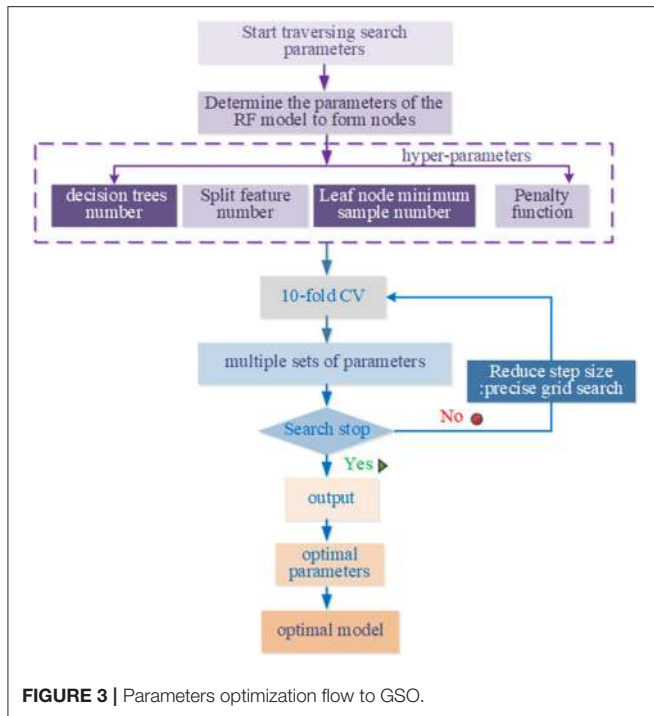 Start traversing search
parameters
Determine the parameters of the
RF model to form nodes
hyper-parameters
decision trees
number
Split feature
number
Leaf node minimum
sample number
Penalty
function
10-fold CV
multiple sets of parameters
Reduce step size
:precise grid search
Search stop
No
Yes
output
optimal
parameters
optimal model
FIGURE 3 | Parameters optimization flow to GSO.